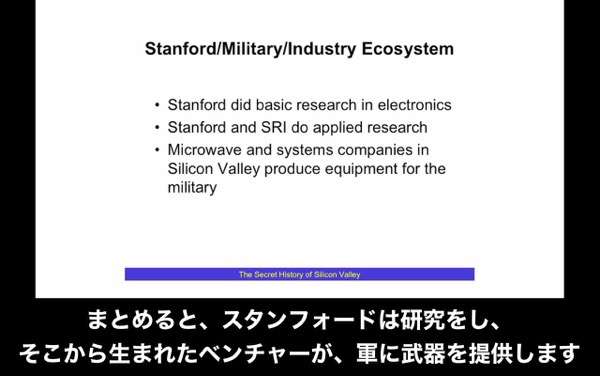 Stanford/Military/Industry Ecosystem
• Stanford did basic research in electronics
• Stanford and SRI do applied research
• Microwave and systems companies in
Silicon Valley produce equipment for the
military
The Secret History of Silicon Valley
まとめると、スタンフォードは研究をし、
そこから生まれたベンチャーが、軍に武器を提供します